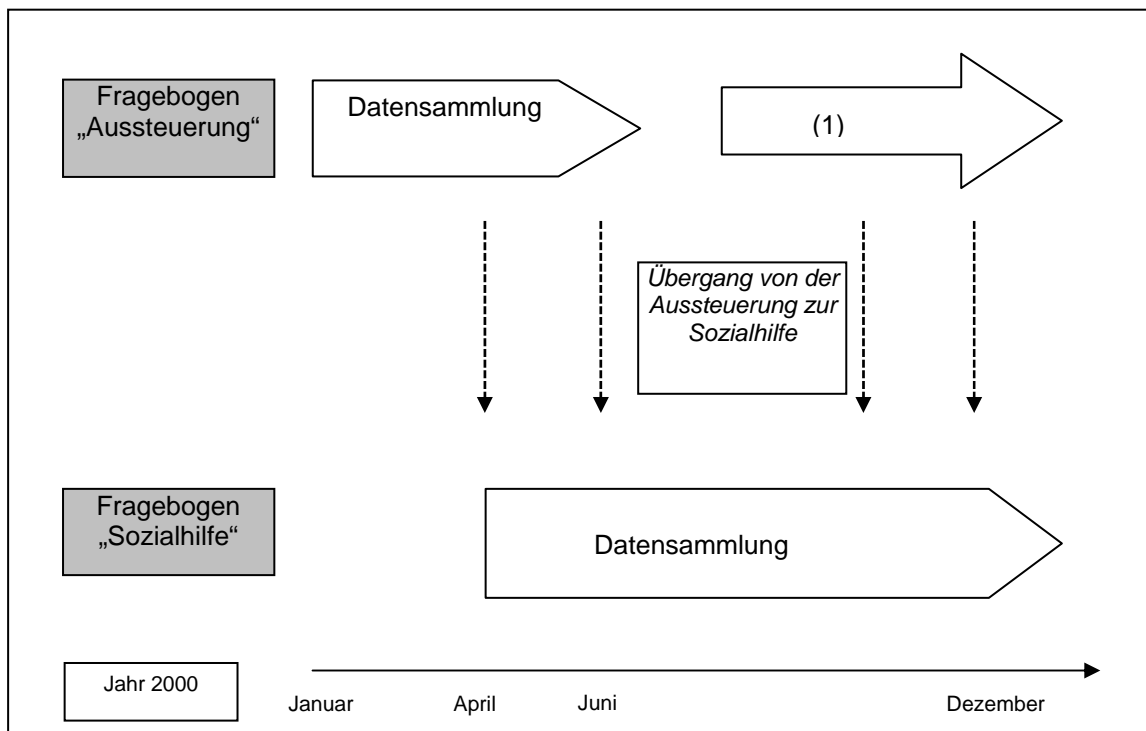 Fragebogen
„Aussteuerung“
Datensammlung
(1)
Übergang von der
Aussteuerung zur
Sozialhilfe
Fragebogen
„Sozialhilfe“
Datensammlung
Jahr 2000
Januar
April
Juni
Dezember